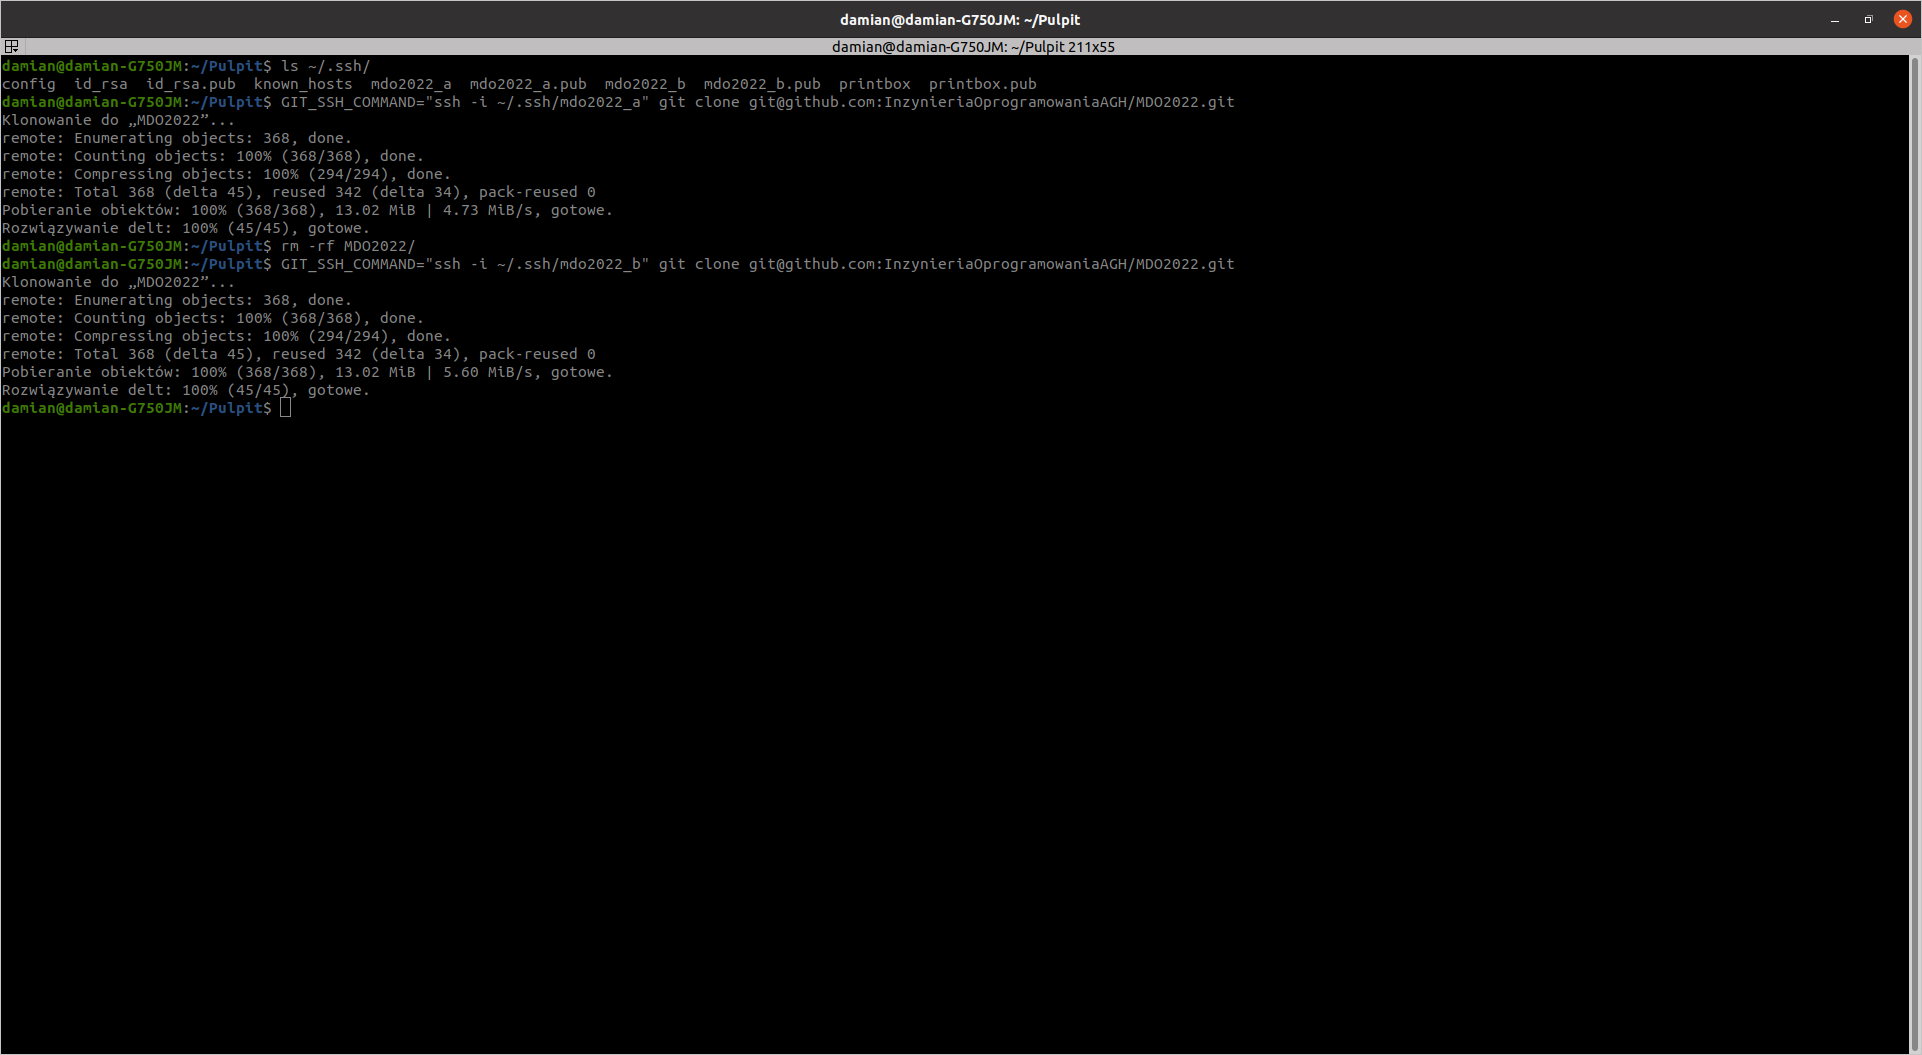 damian@damian-G750JM: ~/Pulpit
damian@damian-G750JM: ~/Pulpit 211x55
damian@damian-G750JM:~/Pulpit$ ls ~/.ssh/
config  id_rsa  id_rsa.pub  known_hosts  mdo2022_a  mdo2022_a.pub  mdo2022_b  mdo2022_b.pub  printbox  printbox.pub
damian@damian-G750JM:~/Pulpit$ GIT_SSH_COMMAND="ssh -i ~/.ssh/mdo2022_a" git clone git@github.com:InzynieriaOprogramowaniaAGH/MDO2022.git
Klonowanie do „MDO2022”...
remote: Enumerating objects: 368, done.
remote: Counting objects: 100% (368/368), done.
remote: Compressing objects: 100% (294/294), done.
remote: Total 368 (delta 45), reused 342 (delta 34), pack-reused 0
Pobieranie obiektów: 100% (368/368), 13.02 MiB | 4.73 MiB/s, gotowe.
Rozwiązywanie delt: 100% (45/45), gotowe.
damian@damian-G750JM:~/Pulpit$ rm -rf MDO2022/
damian@damian-G750JM:~/Pulpit$ GIT_SSH_COMMAND="ssh -i ~/.ssh/mdo2022_b" git clone git@github.com:InzynieriaOprogramowaniaAGH/MDO2022.git
Klonowanie do „MDO2022”...
remote: Enumerating objects: 368, done.
remote: Counting objects: 100% (368/368), done.
remote: Compressing objects: 100% (294/294), done.
remote: Total 368 (delta 45), reused 342 (delta 34), pack-reused 0
Pobieranie obiektów: 100% (368/368), 13.02 MiB | 5.60 MiB/s, gotowe.
Rozwiązywanie delt: 100% (45/45), gotowe.
damian@damian-G750JM:~/Pulpit$